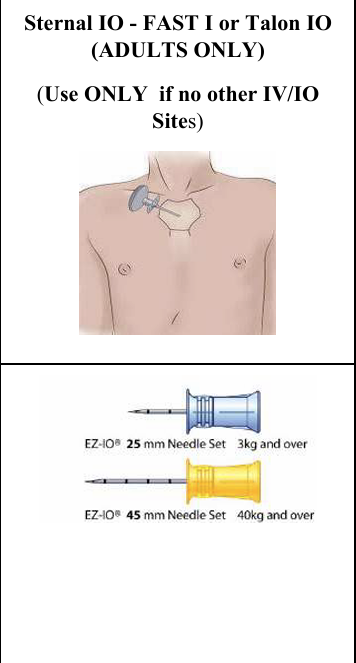 Sternal IO - FAST I or Talon IO
(ADULTS ONLY)
(Use ONLY if no other IV/IO
Sites)
EZ-IO® 25 mm Needle Set 3kg and over
EZ-IO® 45 mm Needle Set 40kg and over